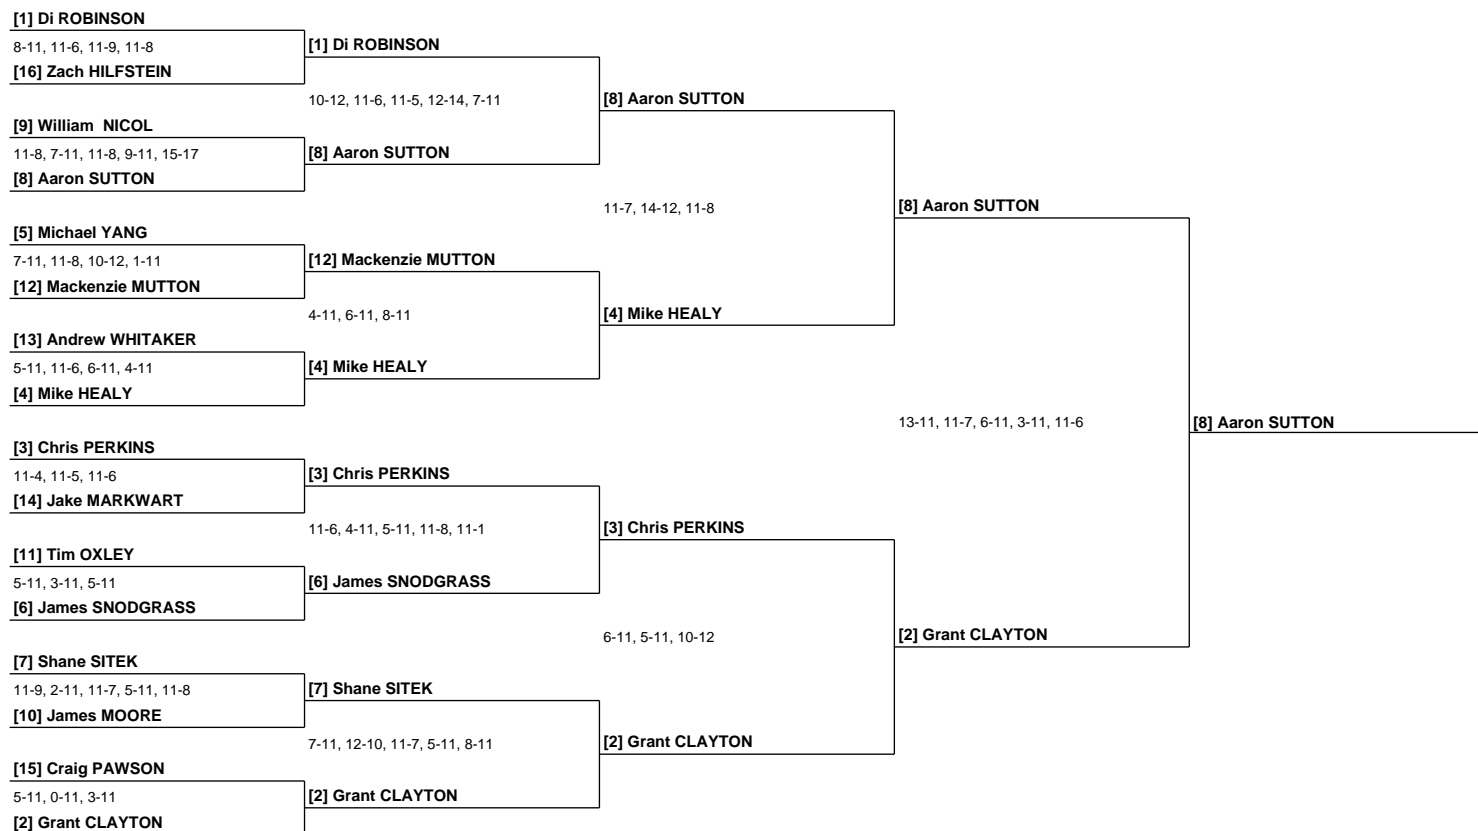 [1] Di ROBINSON
8-11, 11-6, 11-9, 11-8
[16] Zach HILFSTEIN
[9] William  NICOL
11-8, 7-11, 11-8, 9-11, 15-17
[8] Aaron SUTTON
[5] Michael YANG
7-11, 11-8, 10-12, 1-11
[12] Mackenzie MUTTON
[13] Andrew WHITAKER
5-11, 11-6, 6-11, 4-11
[4] Mike HEALY
[3] Chris PERKINS
11-4, 11-5, 11-6
[14] Jake MARKWART
[11] Tim OXLEY
5-11, 3-11, 5-11
[6] James SNODGRASS
[7] Shane SITEK
11-9, 2-11, 11-7, 5-11, 11-8
[10] James MOORE
[15] Craig PAWSON
5-11, 0-11, 3-11
[2] Grant CLAYTON
[1] Di ROBINSON
10-12, 11-6, 11-5, 12-14, 7-11
[8] Aaron SUTTON
[12] Mackenzie MUTTON
4-11, 6-11, 8-11
[4] Mike HEALY
[3] Chris PERKINS
11-6, 4-11, 5-11, 11-8, 11-1
[6] James SNODGRASS
[7] Shane SITEK
7-11, 12-10, 11-7, 5-11, 8-11
[2] Grant CLAYTON
[8] Aaron SUTTON
11-7, 14-12, 11-8
[4] Mike HEALY
[3] Chris PERKINS
6-11, 5-11, 10-12
[2] Grant CLAYTON
[8] Aaron SUTTON
13-11, 11-7, 6-11, 3-11, 11-6
[2] Grant CLAYTON
[8] Aaron SUTTON